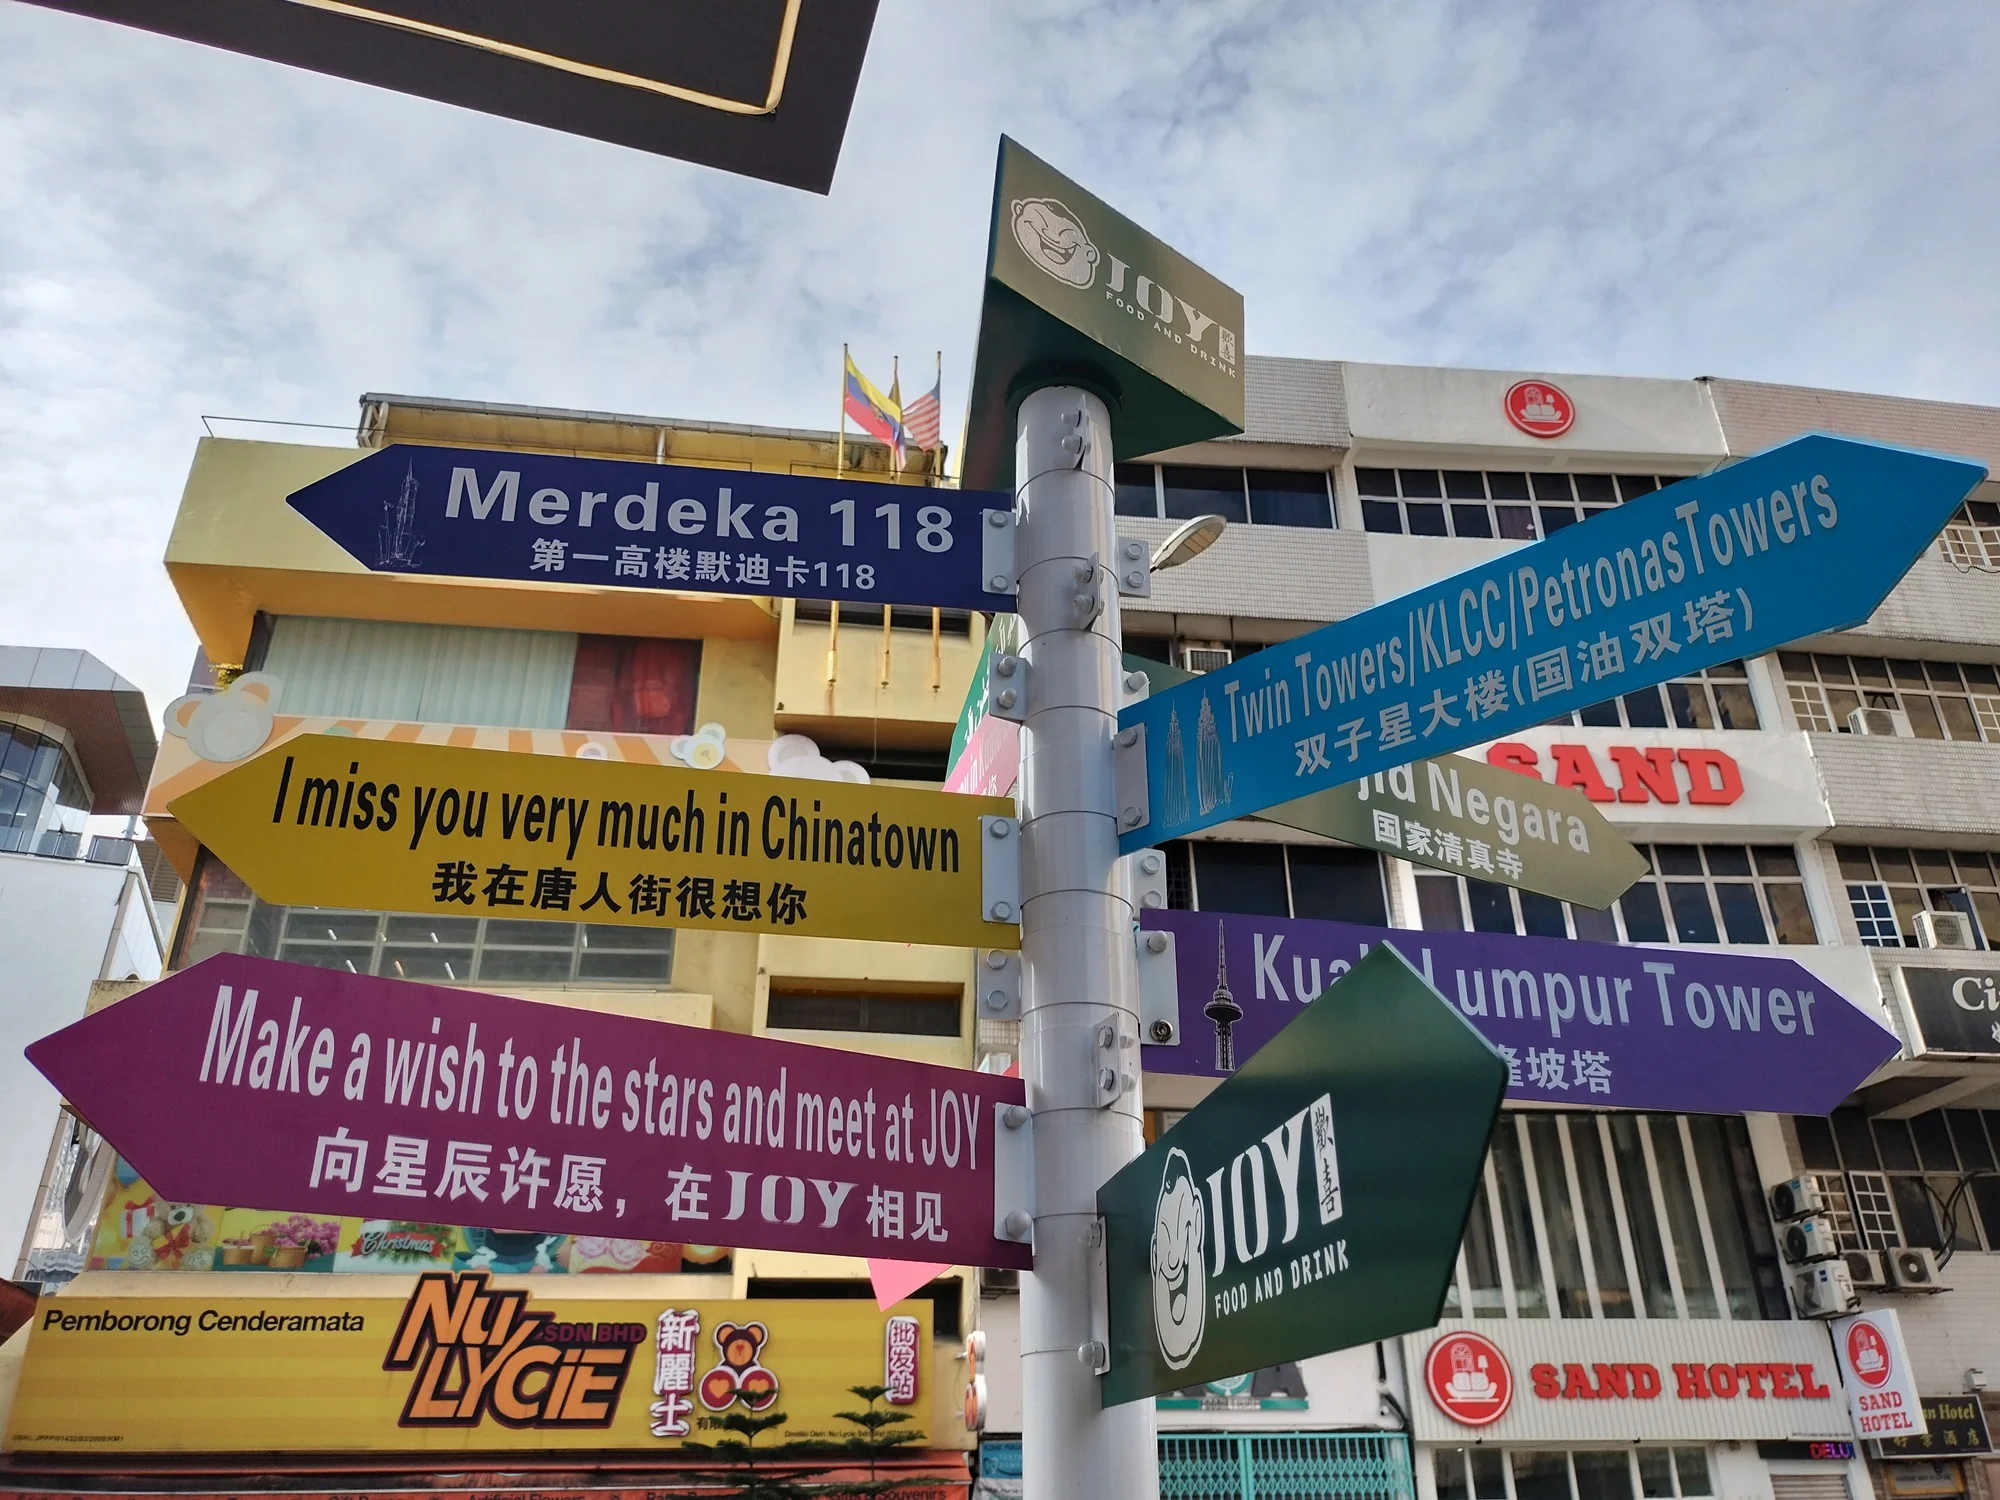 JOY
FOOD AND DRINK
Merdeka 118
第一高楼默迪卡118
Twin Towers/KLCC/PetronasTowers
双子星大楼(国油双塔)
SAND
Negara
国家清真寺
I miss you very much in Chinatown
我在唐人街很想你
Lumpur Tower
坡塔
Make a wish to the stars and meet at JOY
向星辰许愿，在JOY相见
JOY 歡喜
FOOD AND DRINK
Christmas
Pemborong Cenderamata
NU LYCIE SDN BHD
新麗士
批发站
SAND HOTEL
SAND
HOTEL
Hotel